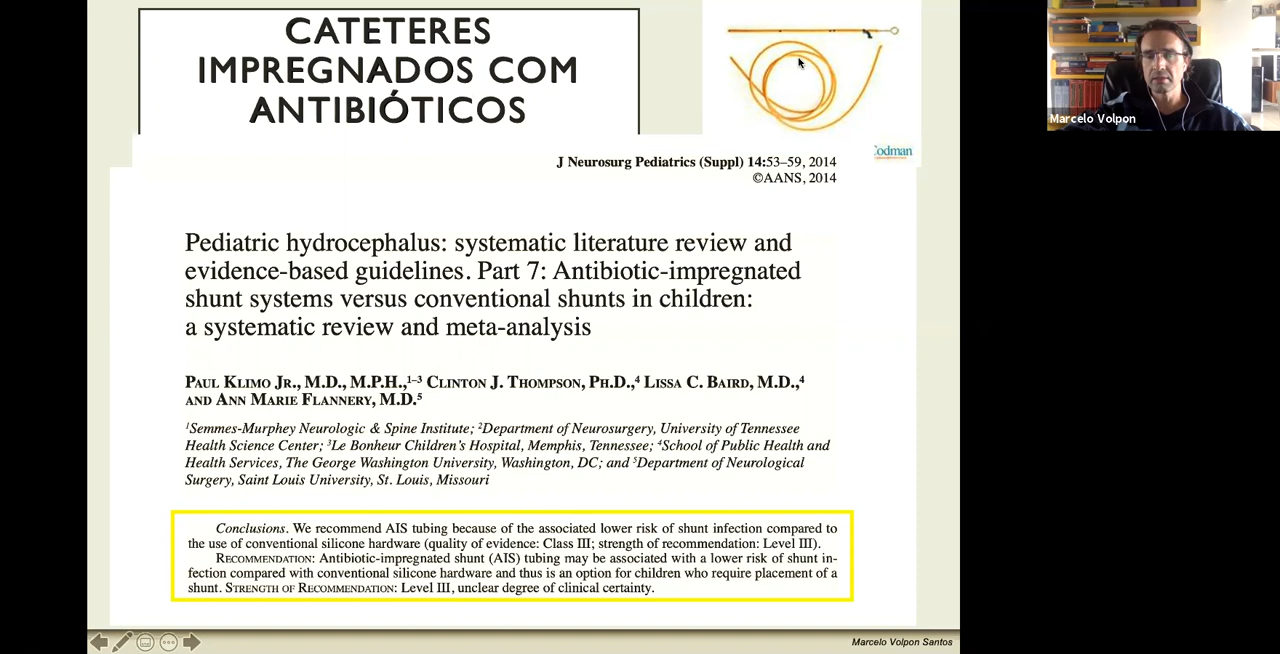 CATETERES
IMPREGNADOS COM
ANTIBIÓTICOS
Codman
Marcelo Volpon
J Neurosurg Pediatrics (Suppl) 14:53–59, 2014
©AANS, 2014
Pediatric hydrocephalus: systematic literature review and
evidence-based guidelines. Part 7: Antibiotic-impregnated
shunt systems versus conventional shunts in children:
a systematic review and meta-analysis
PAUL KLIMO JR., M.D., M.P.H.,1–3 CLINTON J. THOMPSON, PH.D.,4 LISSA C. BAIRD, M.D.,4
AND ANN MARIE FLANNERY, M.D.5
1Semmes-Murphey Neurologic & Spine Institute; 2Department of Neurosurgery, University of Tennessee
Health Science Center; 3Le Bonheur Children's Hospital, Memphis, Tennessee; 4School of Public Health and
Health Services, The George Washington University, Washington, DC; and 5Department of Neurological
Surgery, Saint Louis University, St. Louis, Missouri
Conclusions. We recommend AIS tubing because of the associated lower risk of shunt infection compared to
the use of conventional silicone hardware (quality of evidence: Class III; strength of recommendation: Level III).
RECOMMENDATION: Antibiotic-impregnated shunt (AIS) tubing may be associated with a lower risk of shunt in-
fection compared with conventional silicone hardware and thus is an option for children who require placement of a
shunt. STRENGTH OF RECOMMENDATION: Level III, unclear degree of clinical certainty.
Marcelo Volpon Santos